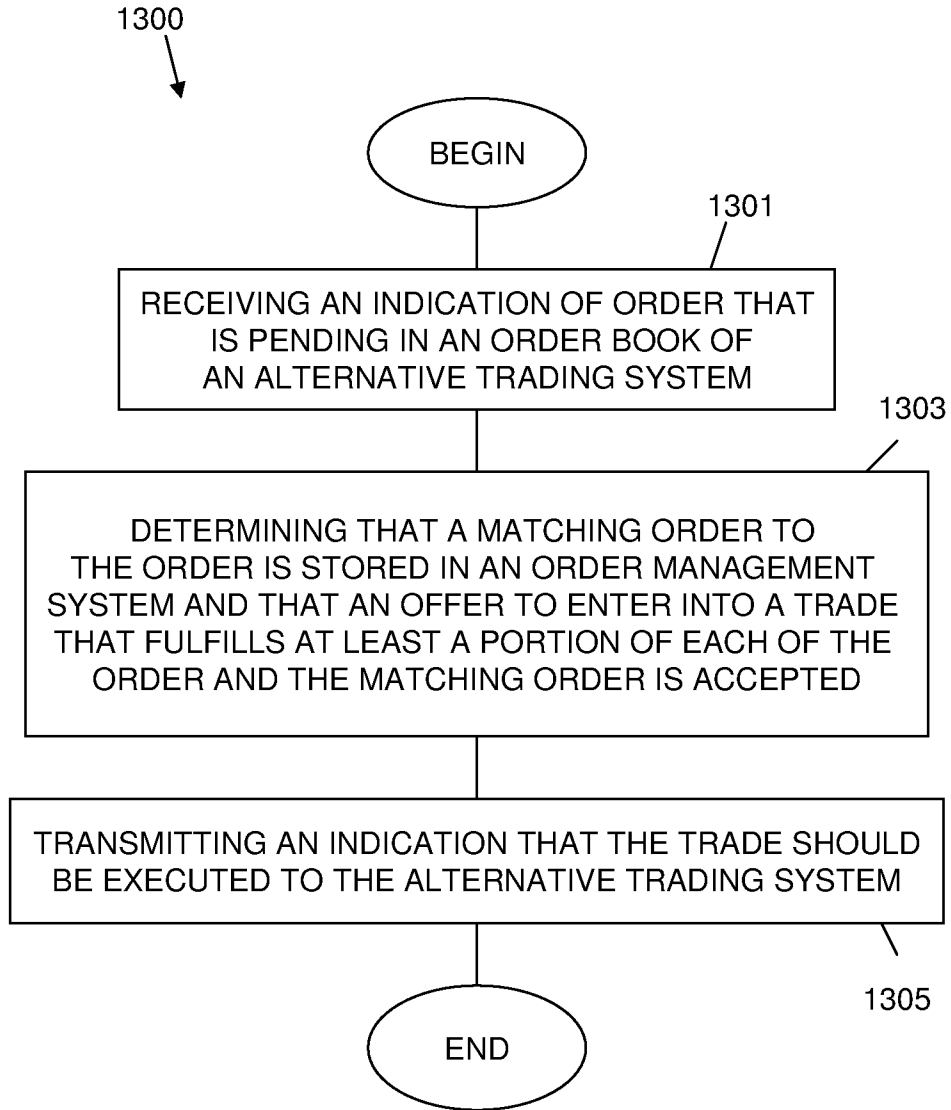 1300
BEGIN
1301
RECEIVING AN INDICATION OF ORDER THAT
IS PENDING IN AN ORDER BOOK OF
AN ALTERNATIVE TRADING SYSTEM
1303
DETERMINING THAT A MATCHING ORDER TO
THE ORDER IS STORED IN AN ORDER MANAGEMENT
SYSTEM AND THAT AN OFFER TO ENTER INTO A TRADE
THAT FULFILLS AT LEAST A PORTION OF EACH OF THE
ORDER AND THE MATCHING ORDER IS ACCEPTED
TRANSMITTING AN INDICATION THAT THE TRADE SHOULD
BE EXECUTED TO THE ALTERNATIVE TRADING SYSTEM
1305
END